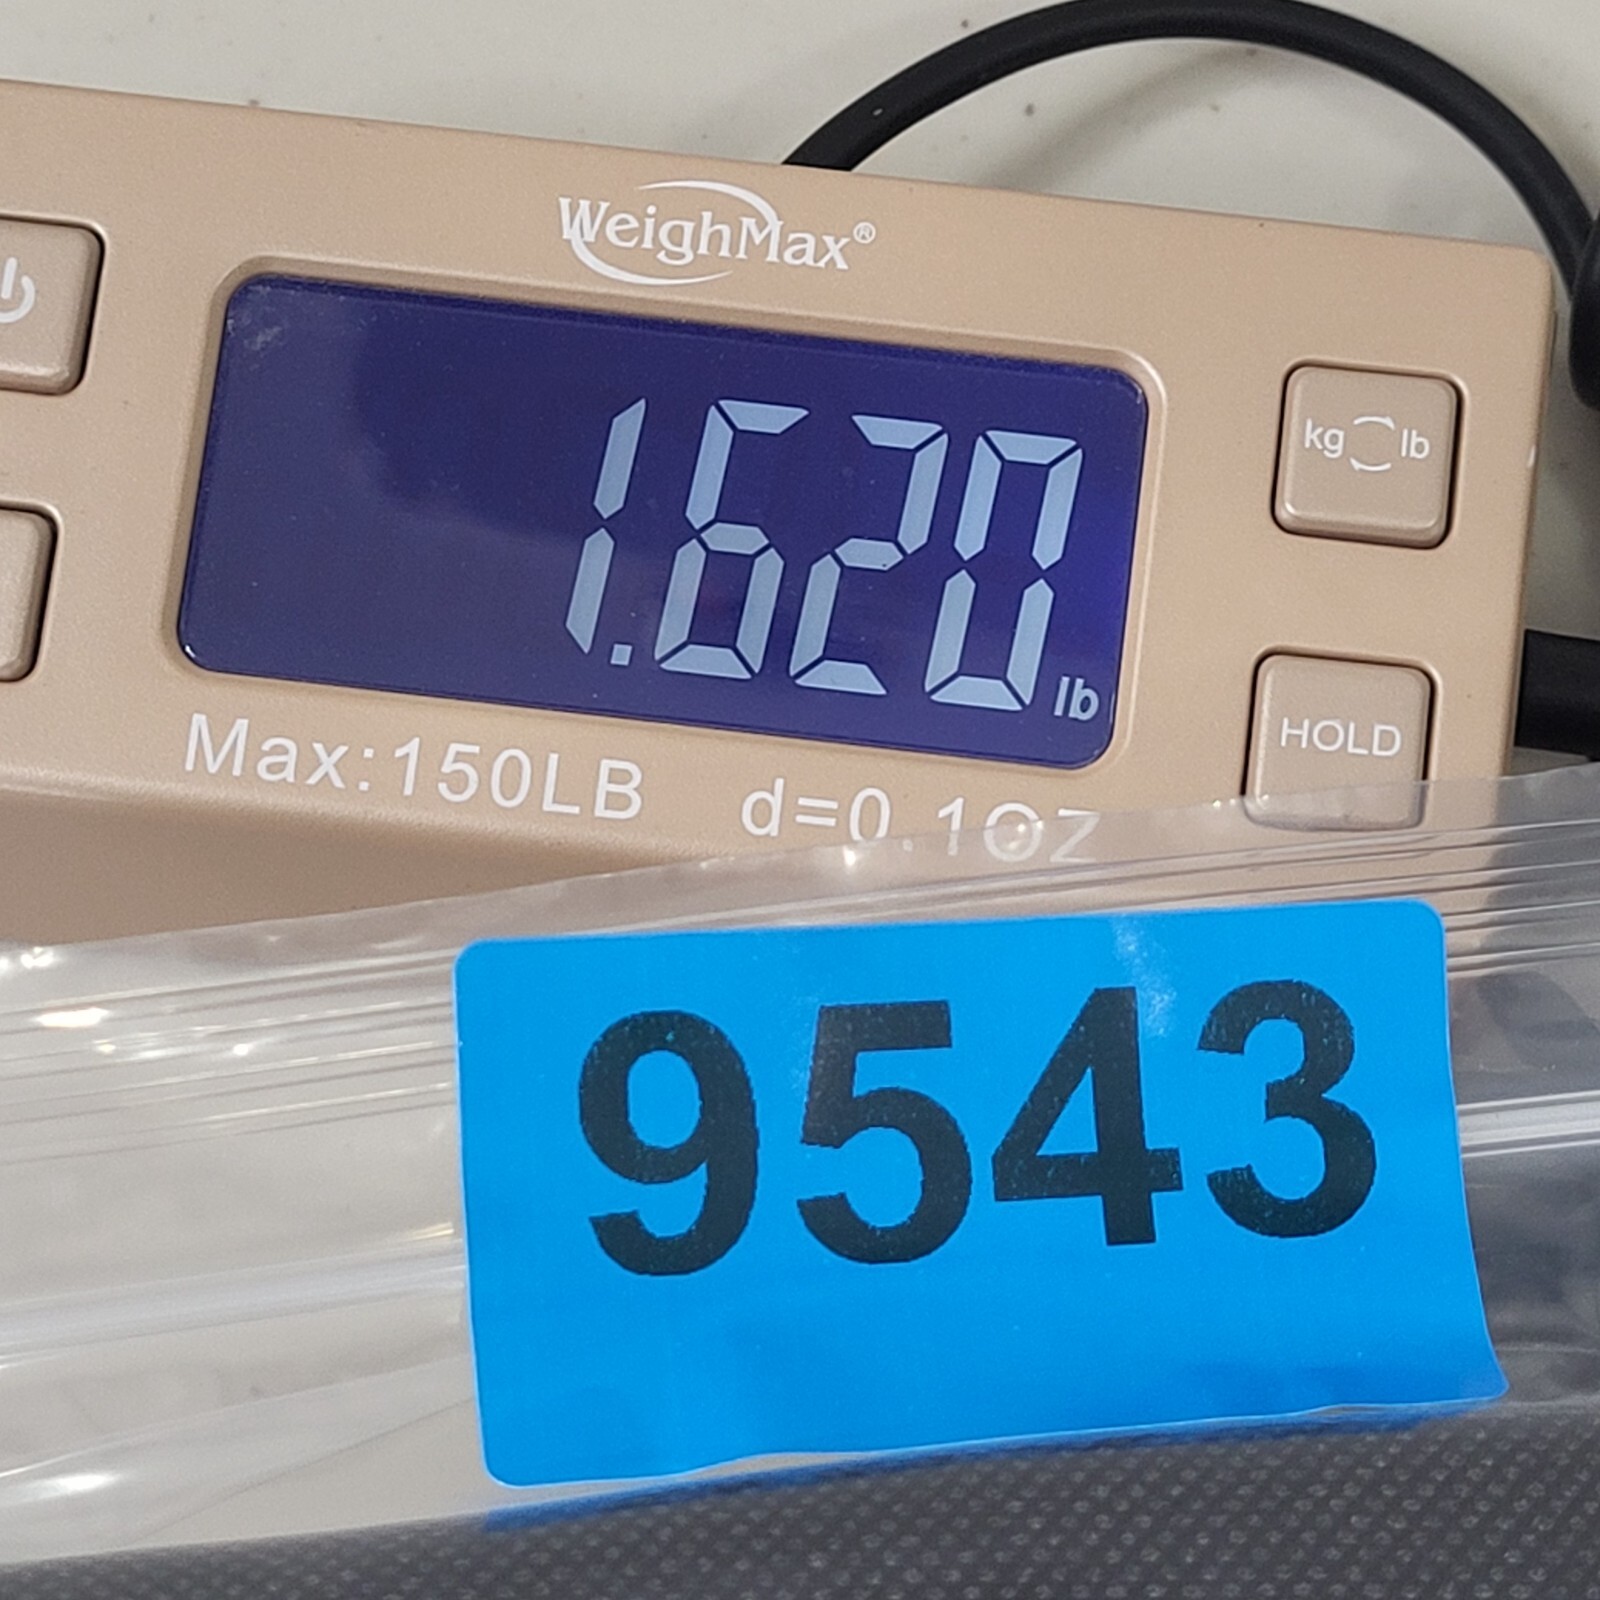 WeighMax®
1.620 lb
kg lb
HOLD
Max:150LB d=0.1OZ
9543